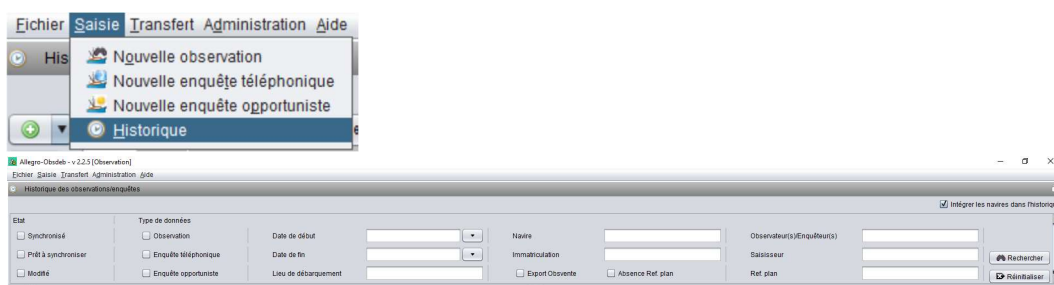 Fichier Saisie Transfert Administration Aide
His
Nouvelle observation
Nouvelle enquête téléphonique
Nouvelle enquête opportuniste
Historique
Allegro-Obsdeb - v 2.2.5 [Observation]
Fichier Saisie Transfert Administration Aide
Historique des observations/enquêtes
Intégrer les navires dans l'historiqu
Etat Type de données
Synchronisé Observation Date de début Navire Observateur(s)/Enquêteur(s)
Prêt à synchroniser Enquête téléphonique Date de fin Immatriculation Saisisseur Rechercher
Modifié Enquête opportuniste Lieu de débarquement Export Obsvente Absence Ref. plan Ref. plan Réinitialiser